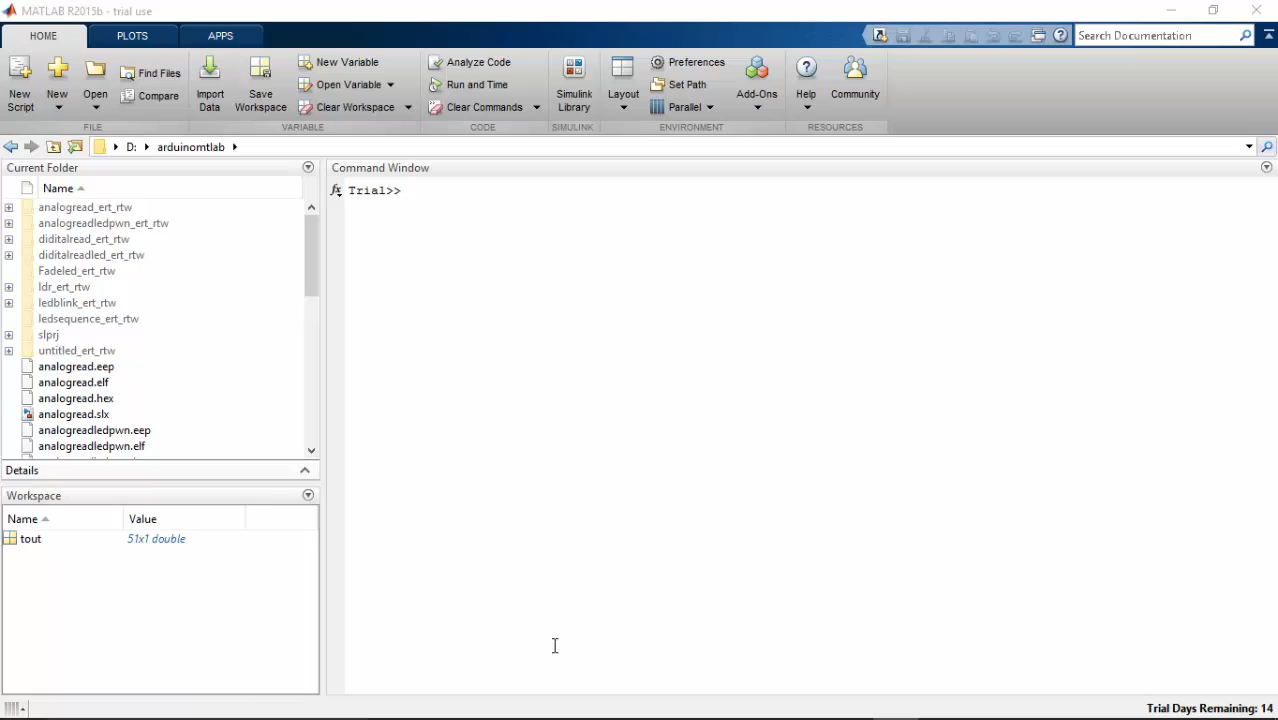 MATLAB R2015b - trial use
HOME PLOTS APPS
Search Documentation
New Script
New
Open
Find Files
Compare
Import Data
Save Workspace
New Variable
Open Variable
Clear Workspace
Analyze Code
Run and Time
Clear Commands
Simulink Library
Layout
Preferences
Set Path
Parallel
Add-Ons
Help
Community
FILE VARIABLE CODE SIMULINK ENVIRONMENT RESOURCES
D: arduinomtlab
Current Folder
Name
analogread_ert_rtw
analogreadledpwn_ert_rtw
diditalread_ert_rtw
diditalreadled_ert_rtw
Fadeled_ert_rtw
ldr_ert_rtw
ledblink_ert_rtw
ledsequence_ert_rtw
slprj
untitled_ert_rtw
analogread.eep
analogread.elf
analogread.hex
analogread.slx
analogreadledpwn.eep
analogreadledpwn.elf
Details
Workspace
Name Value
tout 51x1 double
Command Window
fx Trial>>
Trial Days Remaining: 14